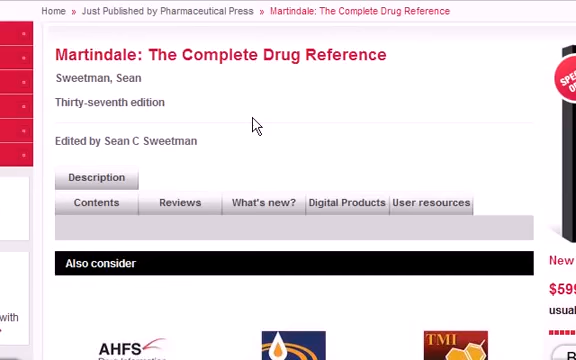 Home » Just Published by Pharmaceutical Press » Martindale: The Complete Drug Reference
Martindale: The Complete Drug Reference
Sweetman, Sean
Thirty-seventh edition
Edited by Sean C Sweetman
Description
Contents Reviews What's new? Digital Products User resources
Also consider
New
$599
usual
with
AHFS
TMI